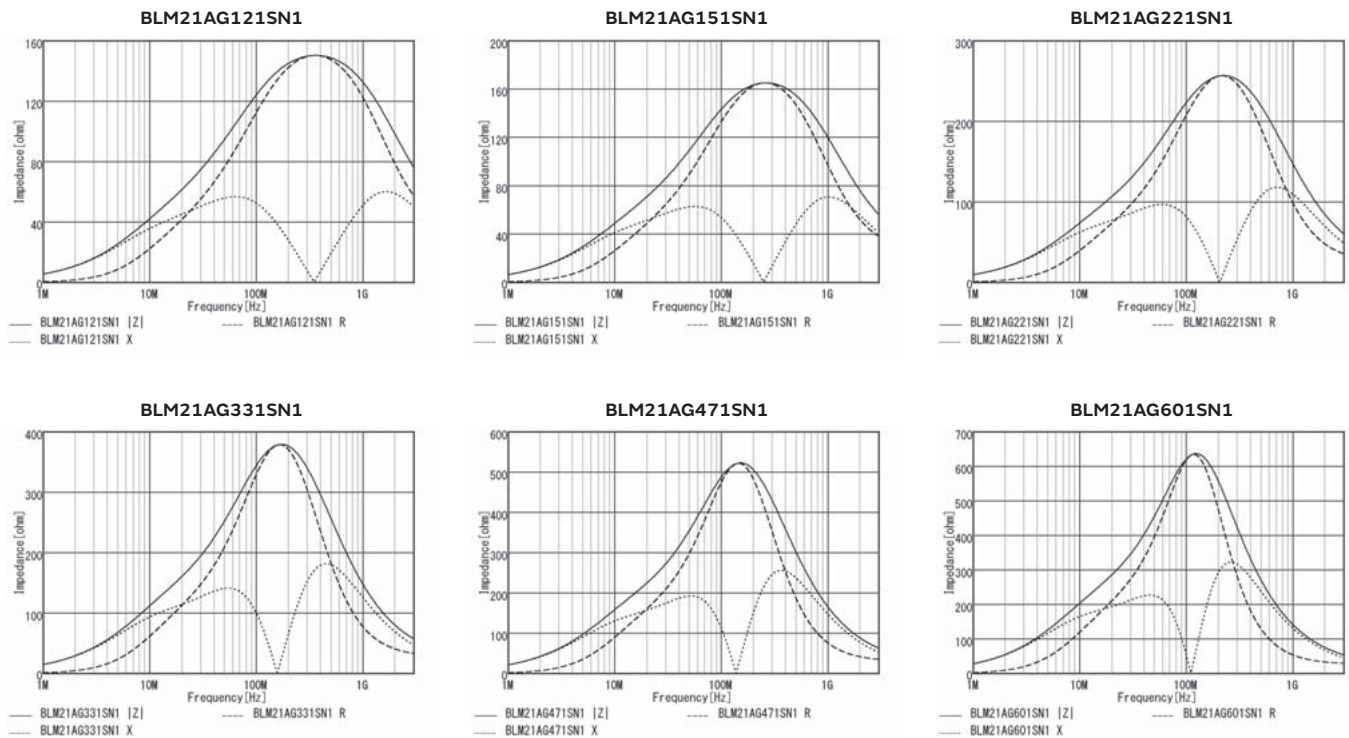 BLM21AG121SN1
160
120
80
40
0
Impedance[ohm]
1M 10M 100M 1G
Frequency[Hz]
BLM21AG121SN1 |Z| BLM21AG121SN1 R
BLM21AG121SN1 X
BLM21AG151SN1
200
160
120
80
40
0
Impedance[ohm]
1M 10M 100M 1G
Frequency[Hz]
BLM21AG151SN1 |Z| BLM21AG151SN1 R
BLM21AG151SN1 X
BLM21AG221SN1
300
200
100
0
Impedance[ohm]
1M 10M 100M 1G
Frequency[Hz]
BLM21AG221SN1 |Z| BLM21AG221SN1 R
BLM21AG221SN1 X
BLM21AG331SN1
400
300
200
100
0
Impedance[ohm]
1M 10M 100M 1G
Frequency[Hz]
BLM21AG331SN1 |Z| BLM21AG331SN1 R
BLM21AG331SN1 X
BLM21AG471SN1
600
500
400
300
200
100
0
Impedance[ohm]
1M 10M 100M 1G
Frequency[Hz]
BLM21AG471SN1 |Z| BLM21AG471SN1 R
BLM21AG471SN1 X
BLM21AG601SN1
700
600
500
400
300
200
100
0
Impedance[ohm]
1M 10M 100M 1G
Frequency[Hz]
BLM21AG601SN1 |Z| BLM21AG601SN1 R
BLM21AG601SN1 X